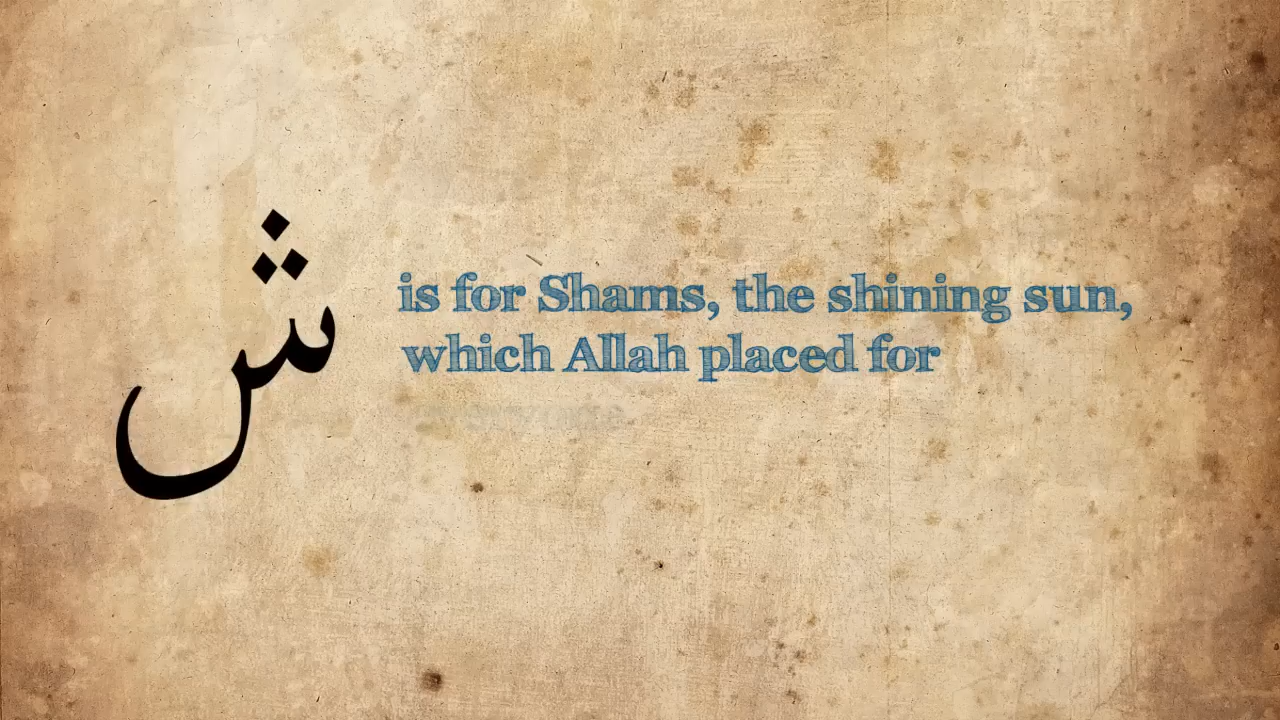 ش
is for Shams, the shining sun,
which Allah placed for